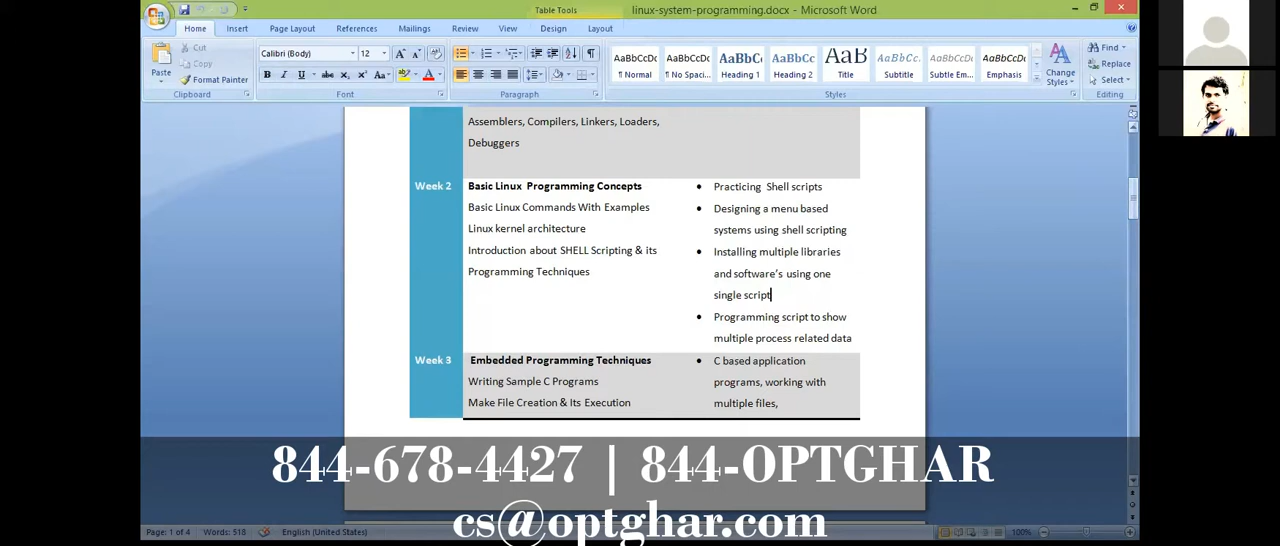 Table Tools
linux-system-programming.docx - Microsoft Word
Home Insert Page Layout References Mailings Review View Design Layout
Paste
Cut
Copy
Format Painter
Calibri (Body) 12
AaBbCcDc AaBbCcDc AaBbCc AaBbCc AaB AaBbCc. AaBbCcDc AaBbCcDc
¶ Normal ¶ No Spaci... Heading 1 Heading 2 Title Subtitle Subtle Em... Emphasis
Change
Styles
Find
Replace
Select
Clipboard Font Paragraph Styles Editing
Assemblers, Compilers, Linkers, Loaders,
Debuggers
Week 2
Basic Linux Programming Concepts
Basic Linux Commands With Examples
Linux kernel architecture
Introduction about SHELL Scripting & its
Programming Techniques
• Practicing Shell scripts
• Designing a menu based
systems using shell scripting
• Installing multiple libraries
and software's using one
single script
• Programming script to show
multiple process related data
Week 3
Embedded Programming Techniques
Writing Sample C Programs
Make File Creation & Its Execution
• C based application
programs, working with
multiple files,
844-678-4427 | 844-OPTGHAR
cs@optghar.com
Page: 1 of 4 Words: 518 English (United States) 100%